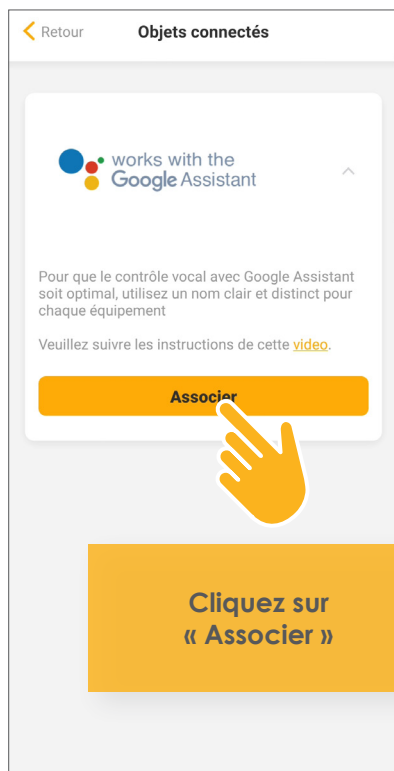 Retour
Objets connectés
works with the
Google Assistant
Pour que le contrôle vocal avec Google Assistant
soit optimal, utilisez un nom clair et distinct pour
chaque équipement
Veuillez suivre les instructions de cette video.
Associer
Cliquez sur
« Associer »